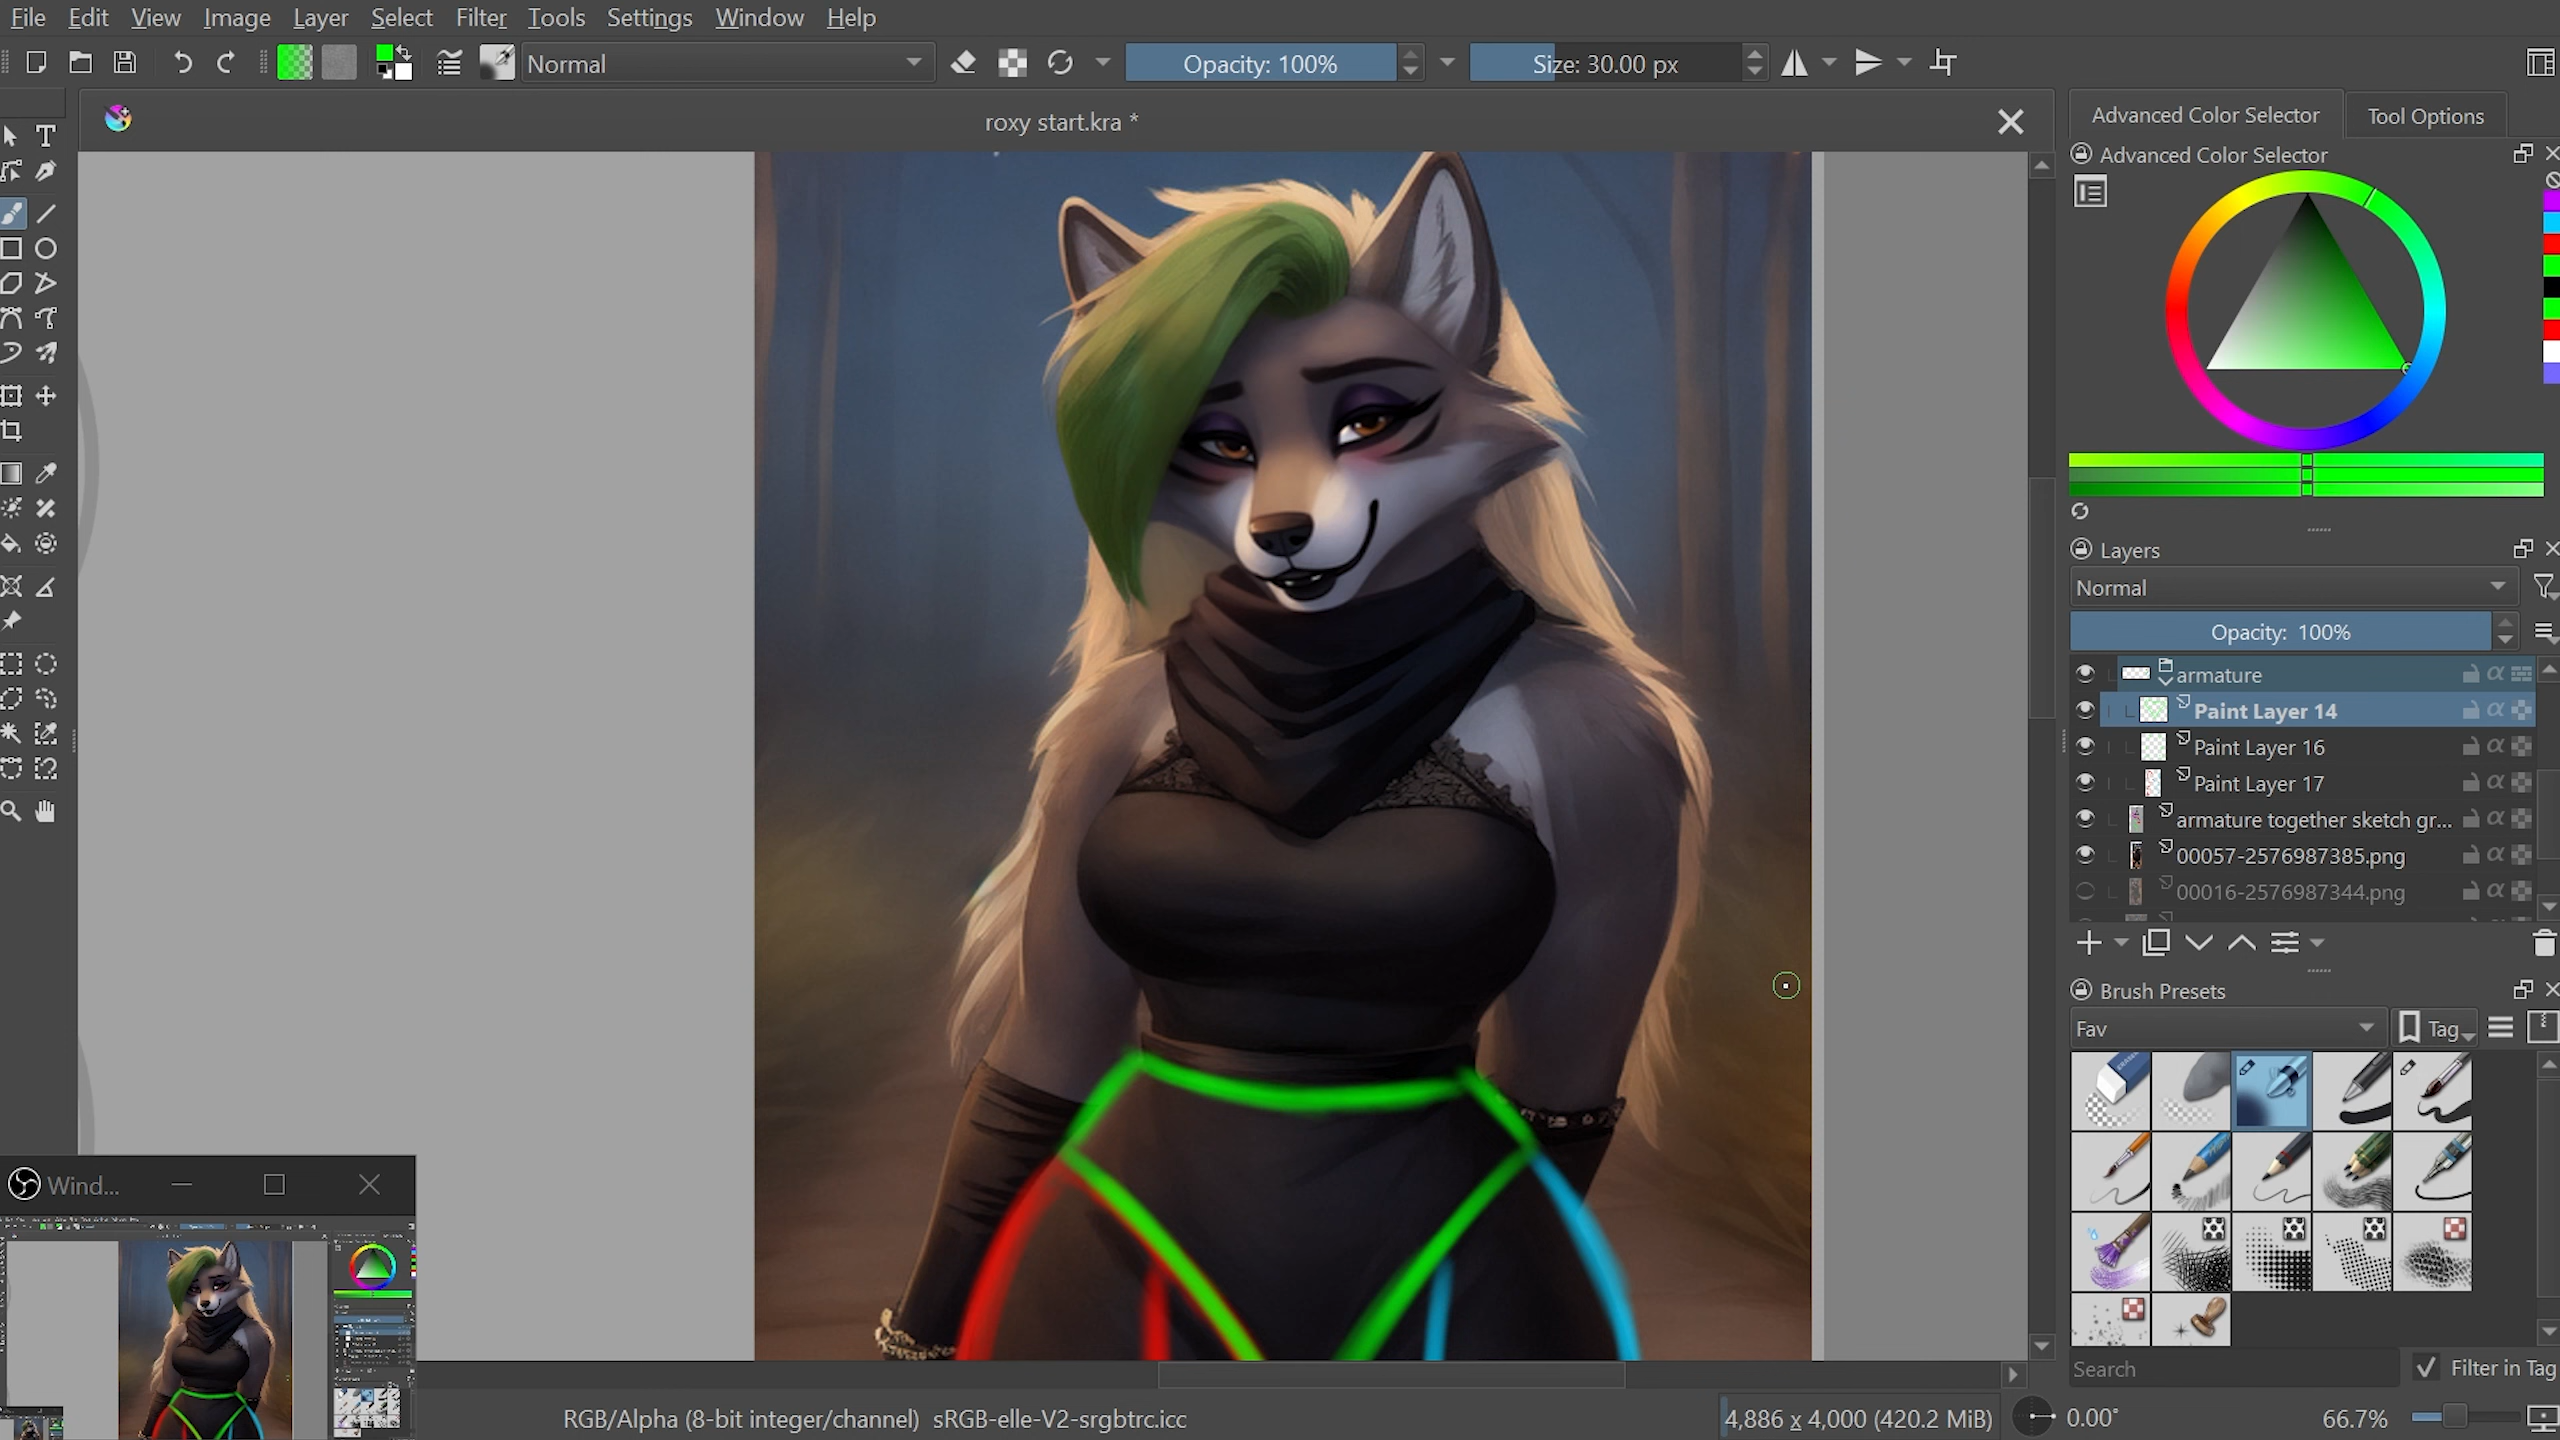 File Edit View Image Layer Select Filter Tools Settings Window Help
Normal Opacity: 100% Size: 30.00 px
roxy start.kra *
Advanced Color Selector Tool Options
Advanced Color Selector
Layers
Normal
Opacity: 100%
armature
Paint Layer 14
Paint Layer 16
Paint Layer 17
armature together sketch gr...
00057-2576987385.png
00016-2576987344.png
Brush Presets
Fav Tag
Wind...
Search Filter in Tag
RGB/Alpha (8-bit integer/channel) sRGB-elle-V2-srgbtrc.icc 4,886 x 4,000 (420.2 MiB) 0.00° 66.7%